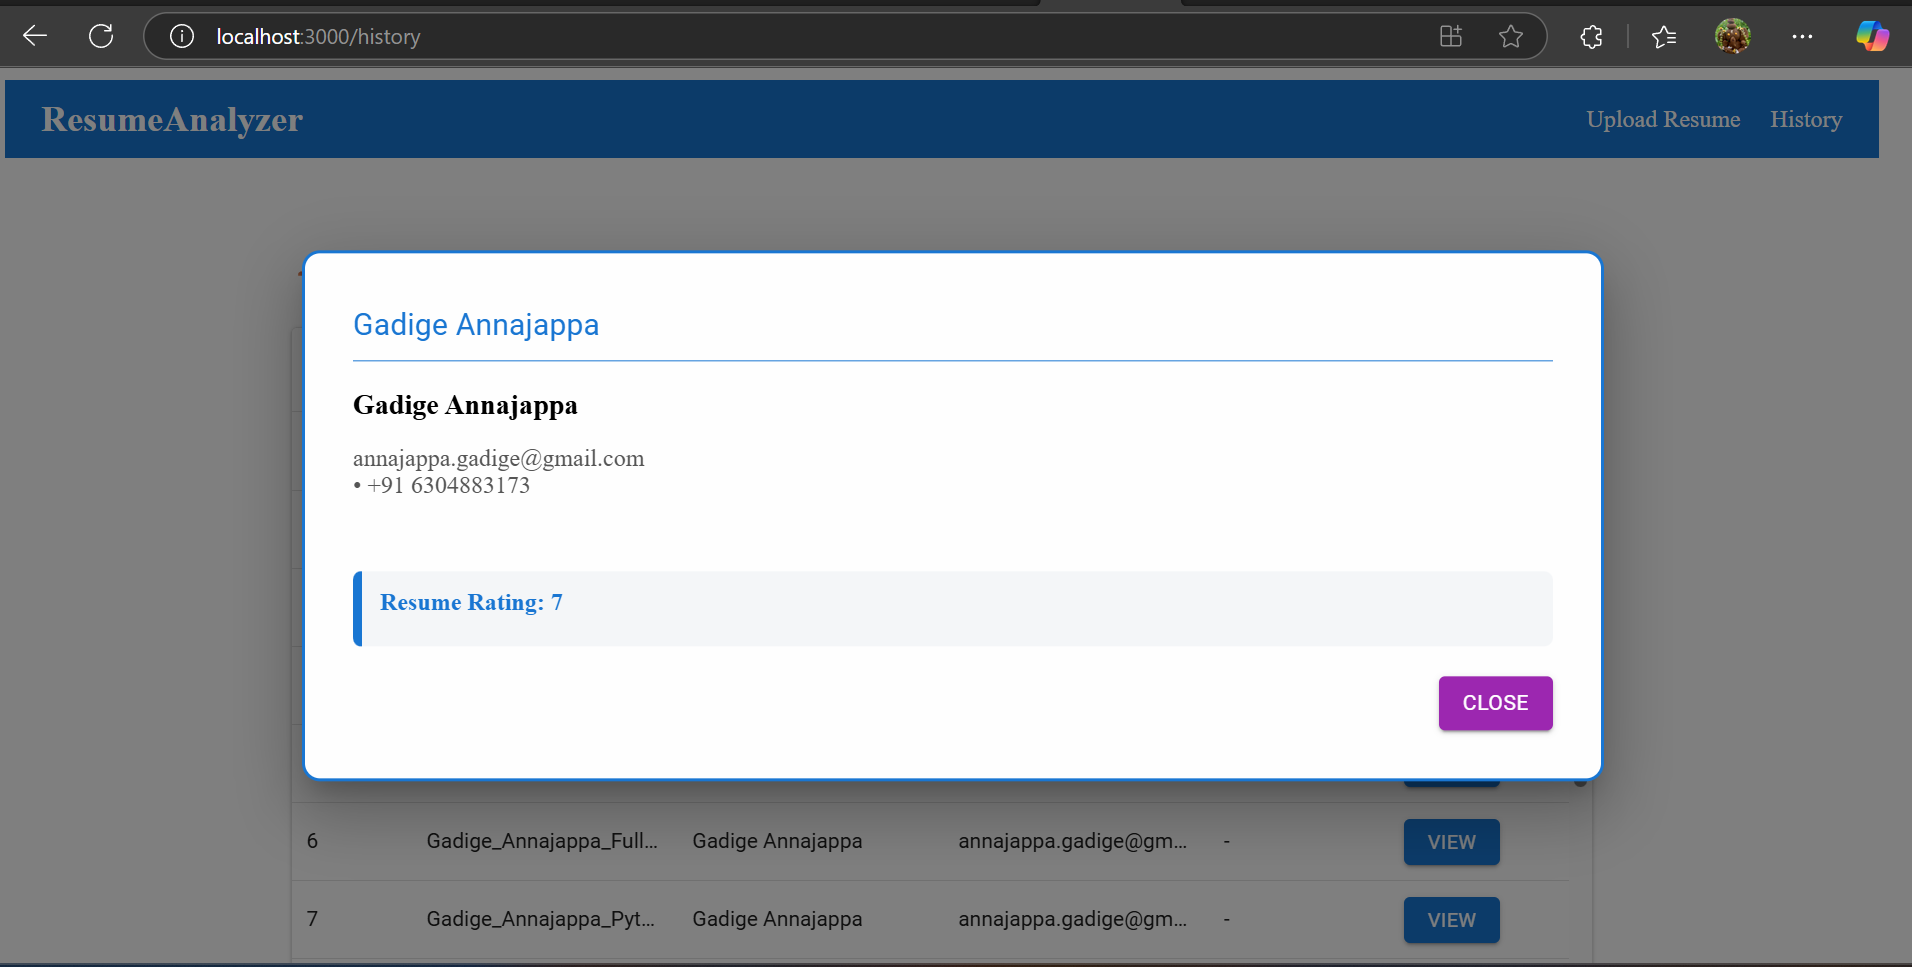 localhost:3000/history
ResumeAnalyzer
Upload Resume History
Gadige Annajappa
Gadige Annajappa
annajappa.gadige@gmail.com
• +91 6304883173
Resume Rating: 7
CLOSE
6 Gadige_Annajappa_Full... Gadige Annajappa annajappa.gadige@gm... - VIEW
7 Gadige_Annajappa_Pyt... Gadige Annajappa annajappa.gadige@gm... - VIEW